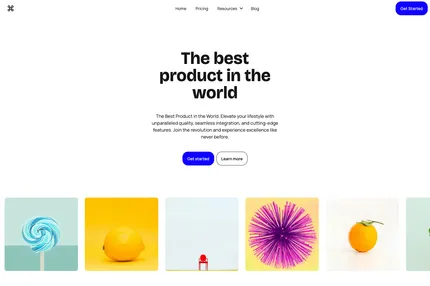 Home Pricing Resources Blog Get Started
The best
product in the
world
The Best Product in the World: Elevate your lifestyle with
unparalleled quality, seamless integration, and cutting-edge
features. Join the revolution and experience excellence like
never before.
Get started Learn more